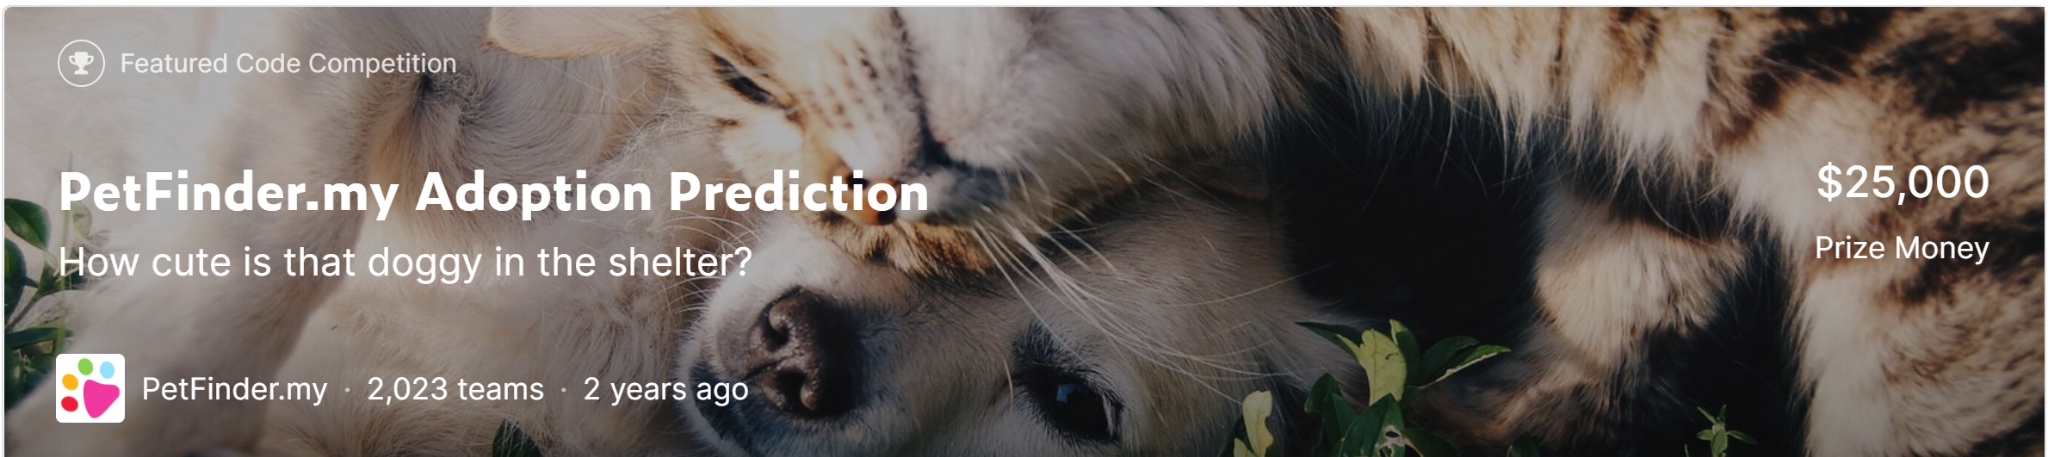 Featured Code Competition
PetFinder.my Adoption Prediction
$25,000
How cute is that doggy in the shelter?
Prize Money
PetFinder.my · 2,023 teams · 2 years ago